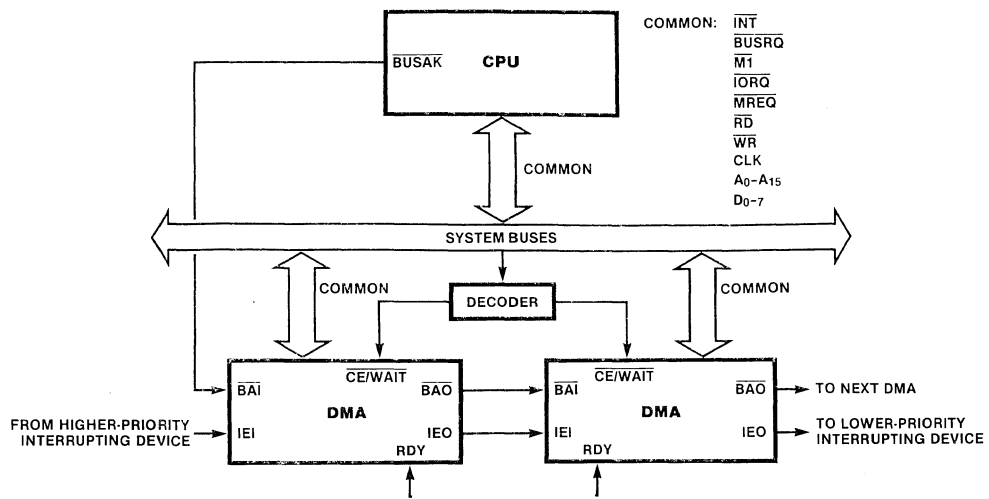 COMMON: INT
BUSRQ
M1
IORQ
MREQ
RD
WR
CLK
A0–A15
D0–7
BUSAK
CPU
COMMON
SYSTEM BUSES
COMMON
COMMON
DECODER
CE/WAIT
BAI
BAO
DMA
IEI
IEO
RDY
FROM HIGHER-PRIORITY
INTERRUPTING DEVICE
CE/WAIT
BAI
BAO
DMA
IEI
IEO
RDY
TO NEXT DMA
TO LOWER-PRIORITY
INTERRUPTING DEVICE